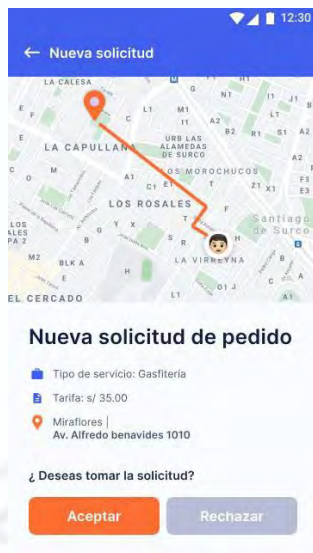 12:30
← Nueva solicitud
LA CALESA
LA CAPULLANA
URB LAS
ALAMEDAS
DE SURCO
LOS MOROCHUCOS
LOS ROSALES
Santiago
de Surco
LA VIRREYNA
BLK A
EL CERCADO
Nueva solicitud de pedido
Tipo de servicio: Gasfitería
Tarifa: s/ 35.00
Miraflores |
Av. Alfredo benavides 1010
¿ Deseas tomar la solicitud?
Aceptar
Rechazar